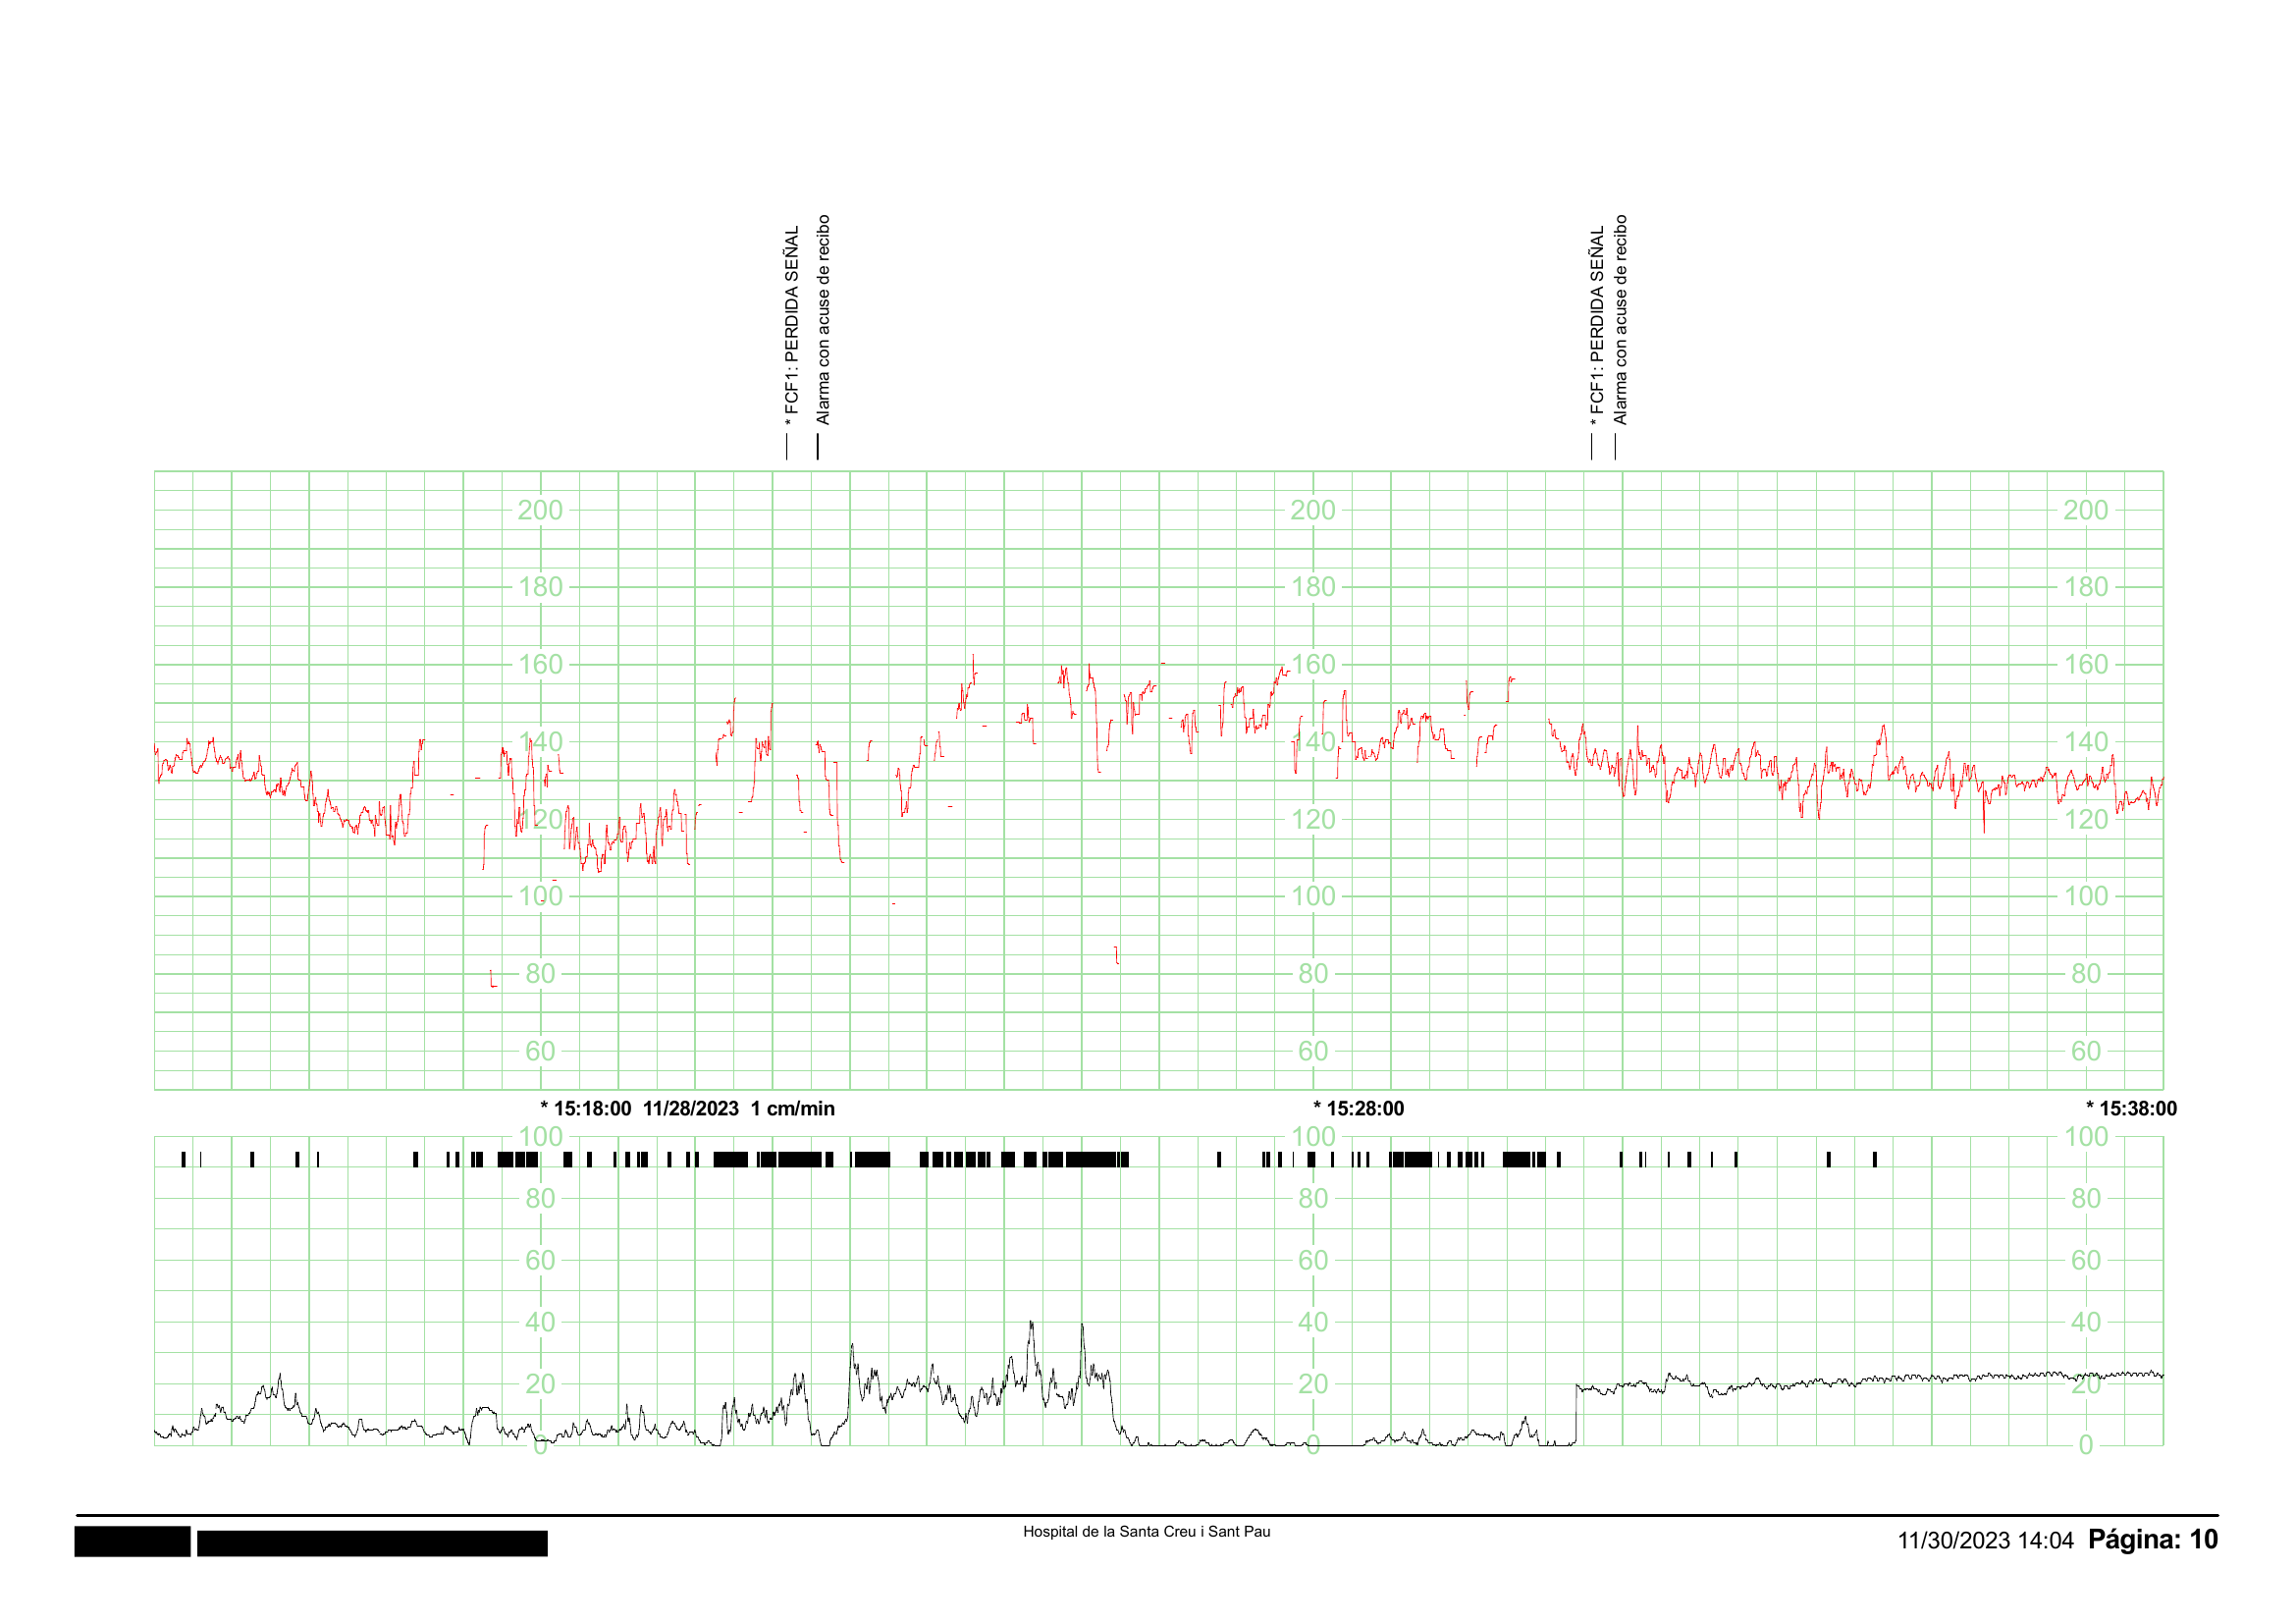 * FCF1: PERDIDA SEÑAL
Alarma con acuse de recibo
* FCF1: PERDIDA SEÑAL
Alarma con acuse de recibo
200 200 200
180 180 180
160 160 160
140 140 140
120 120 120
100 100 100
80 80 80
60 60 60
* 15:18:00 11/28/2023 1 cm/min * 15:28:00 * 15:38:00
100 100 100
80 80 80
60 60 60
40 40 40
20 20 20
0 0 0
Hospital de la Santa Creu i Sant Pau
11/30/2023 14:04 Página: 10